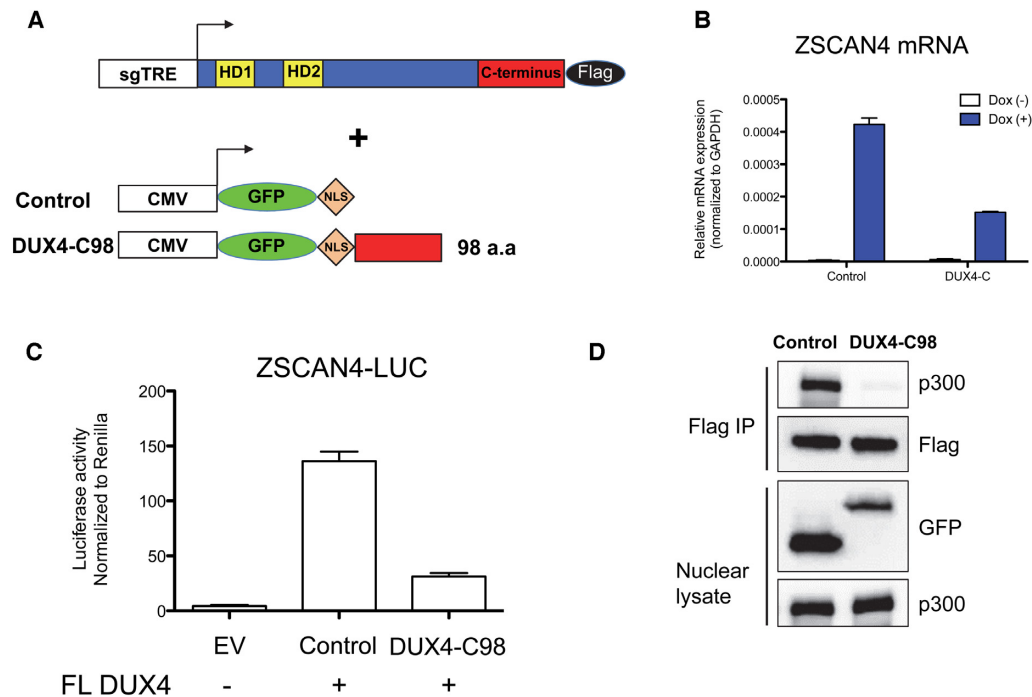 A
sgTRE
HD1
HD2
C-terminus
Flag
+
Control
CMV
GFP
NLS
DUX4-C98
CMV
GFP
NLS
98 a.a
B
ZSCAN4 mRNA
Relative mRNA expression
(normalized to GAPDH)
0.0005
0.0004
0.0003
0.0002
0.0001
0.0000
Dox (-)
Dox (+)
Control
DUX4-C
C
ZSCAN4-LUC
Luciferase activity
Normalized to Renilla
200
150
100
50
0
EV
Control
DUX4-C98
FL DUX4
-
+
+
D
Control
DUX4-C98
Flag IP
p300
Flag
Nuclear
lysate
GFP
p300